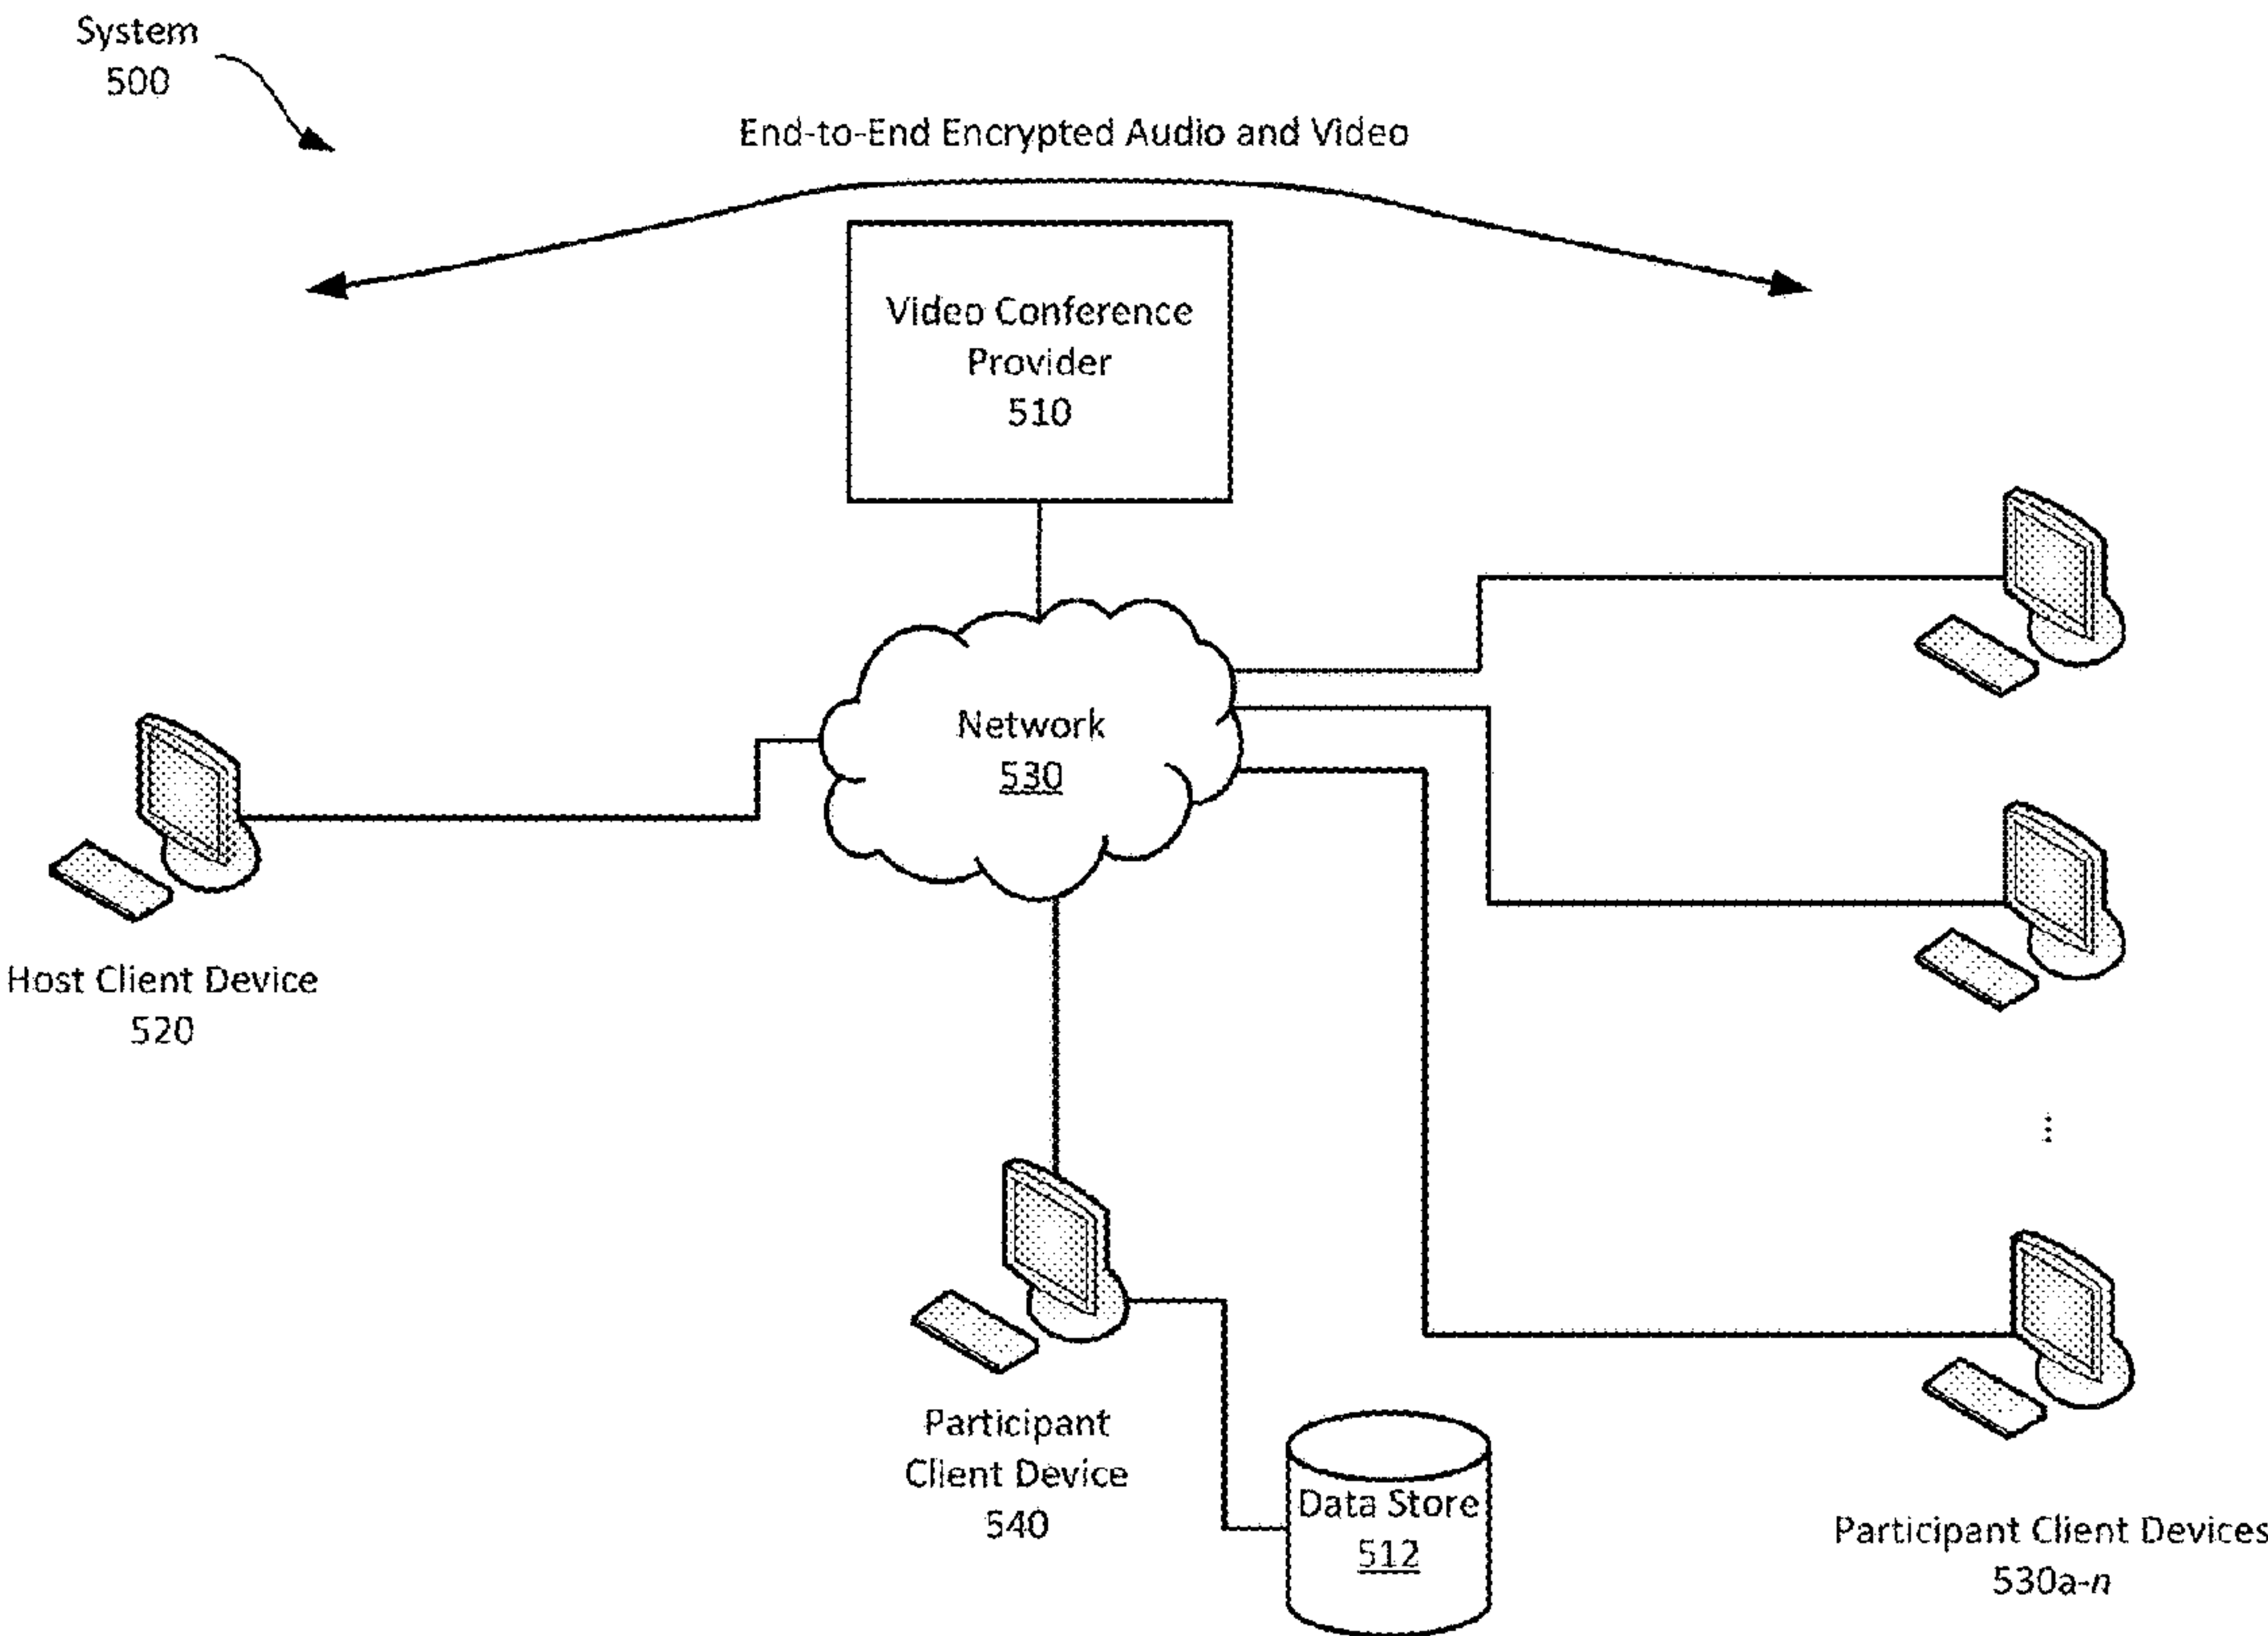 System
500
End-to-End Encrypted Audio and Video
Video Conference
Provider
510
Network
530
Host Client Device
520
Participant
Client Device
540
Data Store
512
⋮
Participant Client Devices
530a-n